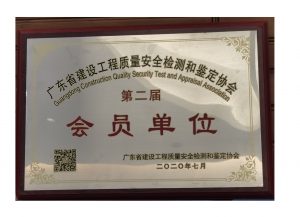 广东省建设工程质量安全检测和鉴定协会
Guangdong Construction Quality Security Test and Appraisal Association
第二届
会员单位
广东省建设工程质量安全检测和鉴定协会
二〇二〇年七月